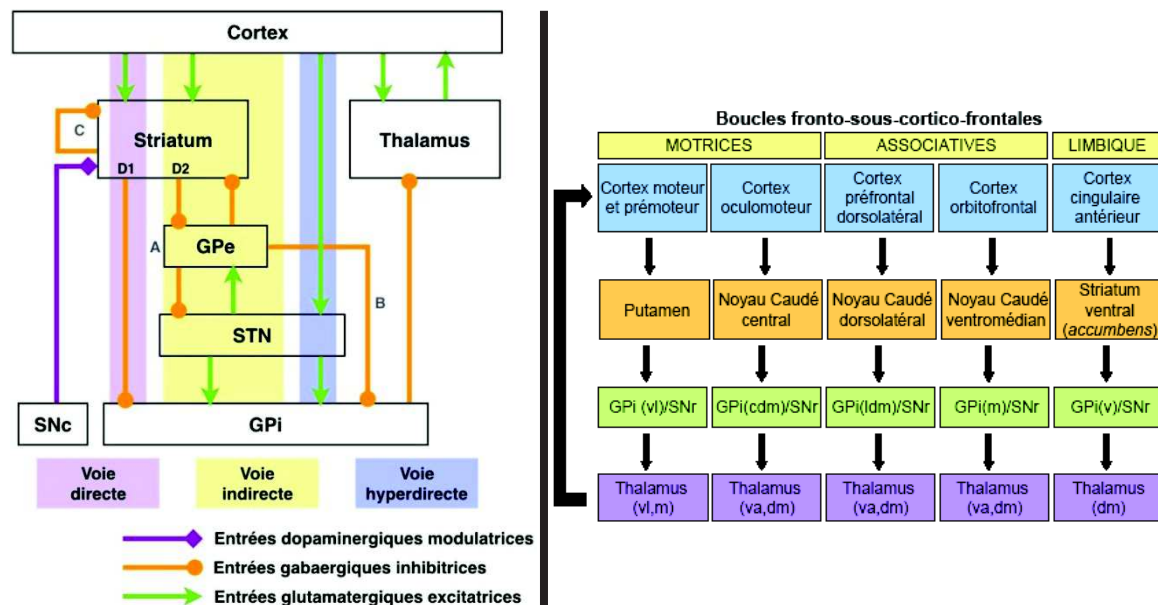 Cortex
C
Striatum
D1
D2
Thalamus
A
GPe
B
STN
SNc
GPi
Voie
directe
Voie
indirecte
Voie
hyperdirecte
Entrées dopaminergiques modulatrices
Entrées gabaergiques inhibitrices
Entrées glutamatergiques excitatrices
Boucles fronto-sous-cortico-frontales
MOTRICES
ASSOCIATIVES
LIMBIQUE
Cortex moteur
et prémoteur
Cortex
oculomoteur
Cortex
préfrontal
dorsolatéral
Cortex
orbitofrontal
Cortex
cingulaire
antérieur
Putamen
Noyau Caudé
central
Noyau Caudé
dorsolatéral
Noyau Caudé
ventromédian
Striatum
ventral
(accumbens)
GPi (vl)/SNr
GPi(cdm)/SNr
GPi(ldm)/SNr
GPi(m)/SNr
GPi(v)/SNr
Thalamus
(vl,m)
Thalamus
(va,dm)
Thalamus
(va,dm)
Thalamus
(va,dm)
Thalamus
(dm)